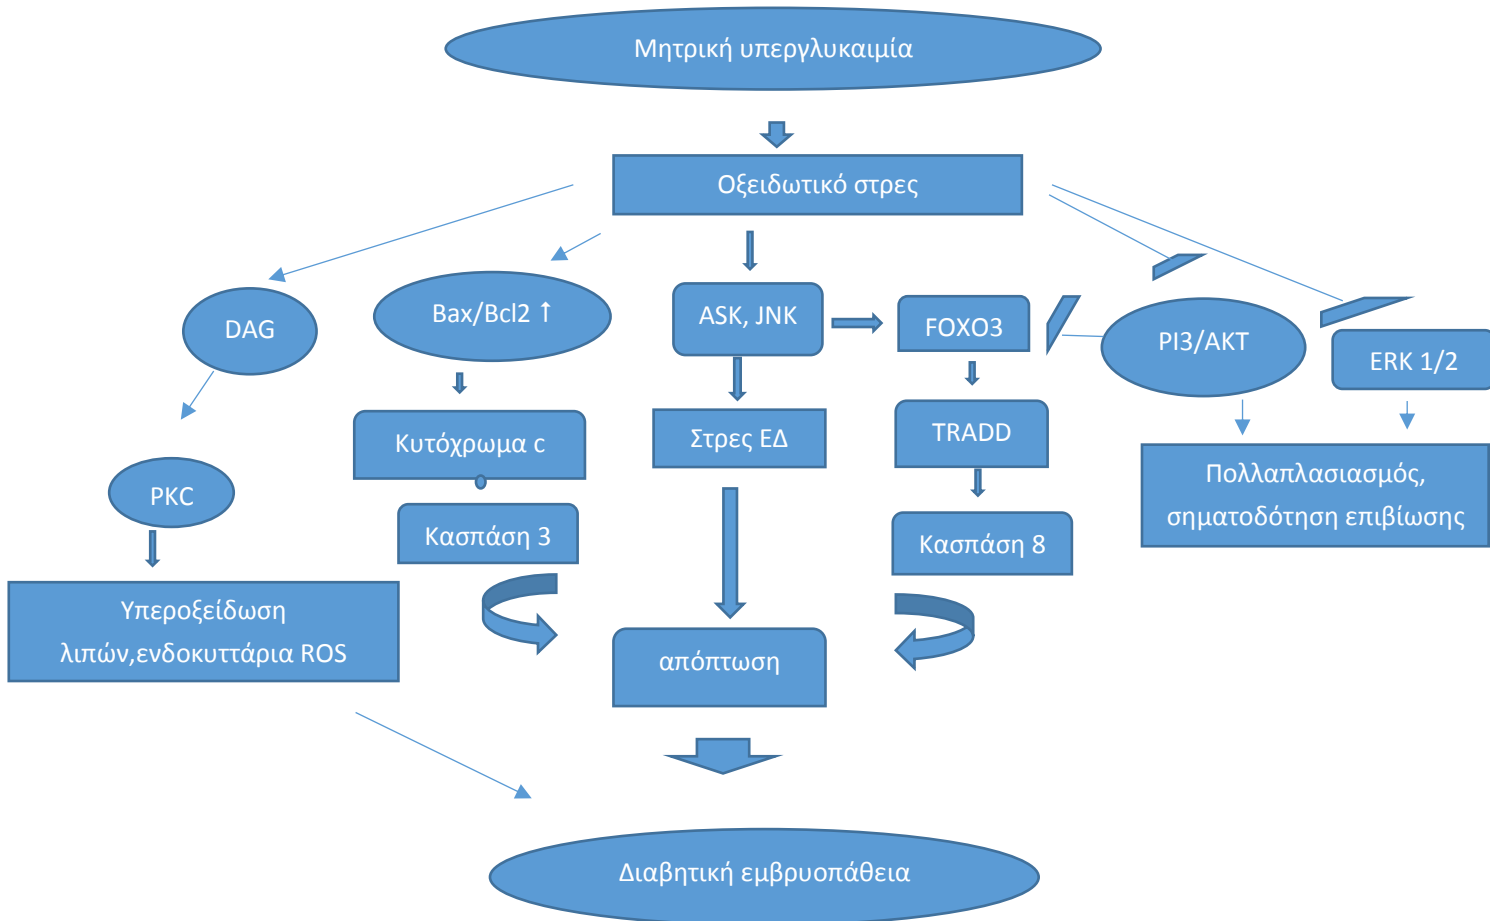 Μητρική υπεργλυκαιμία
Οξειδωτικό στρες
DAG
Bax/Bcl2 ↑
ASK, JNK
FOXO3
PI3/AKT
ERK 1/2
Κυτόχρωμα c
Στρες ΕΔ
TRADD
Πολλαπλασιασμός,
σηματοδότηση επιβίωσης
PKC
Κασπάση 3
Κασπάση 8
Υπεροξείδωση
λιπών,ενδοκυττάρια ROS
απόπτωση
Διαβητική εμβρυοπάθεια